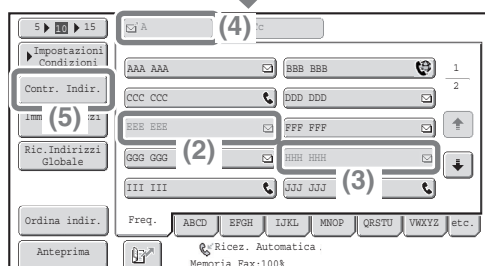 5 10 15
A (4) Cc
Impostazioni
Condizioni
Contr. Indir.
(5)
Ric.Indirizzi
Globale
Ordina indir.
Anteprima
AAA AAA BBB BBB
CCC CCC DDD DDD
EEE EEE FFF FFF
(2)
GGG GGG HHH HHH
(3)
III III JJJ JJJ
1
2
Freq. ABCD EFGH IJKL MNOP QRSTU VWXYZ etc.
Ricez. Automatica.
Memoria Fax:100%